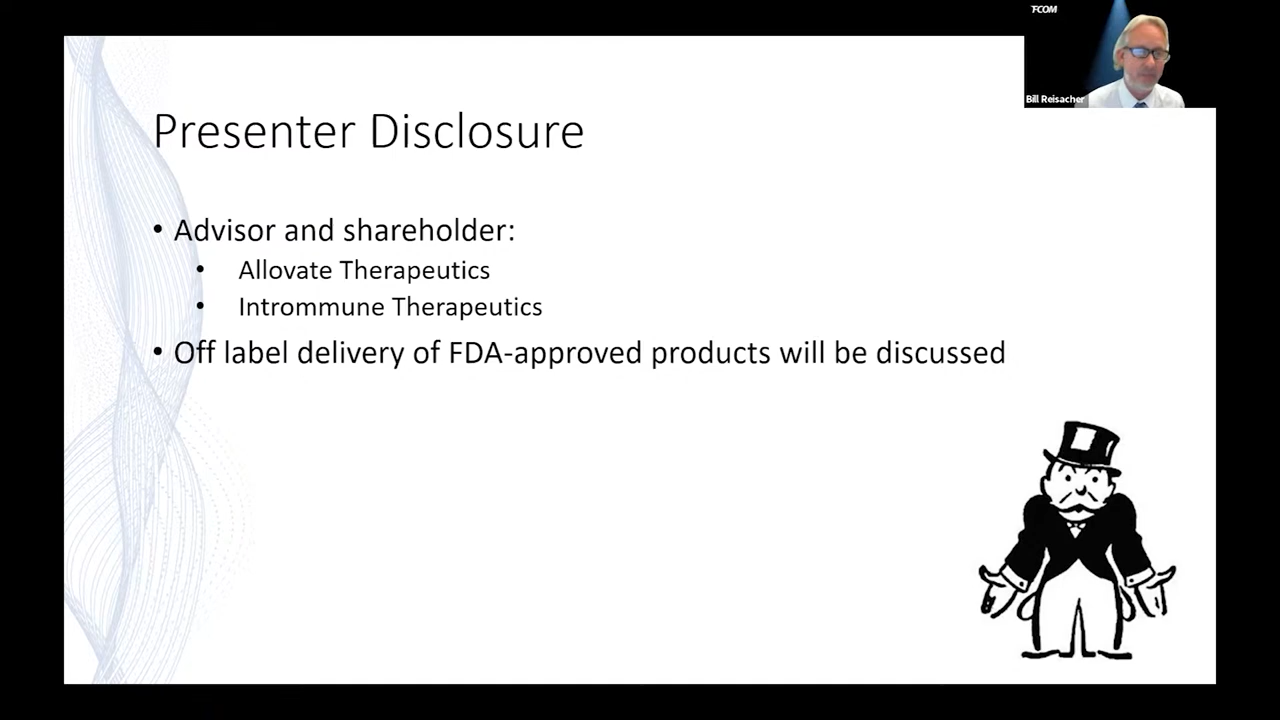 FCOM
Bill Reisacher
Presenter Disclosure
• Advisor and shareholder:
• Allovate Therapeutics
• Intrommune Therapeutics
• Off label delivery of FDA-approved products will be discussed